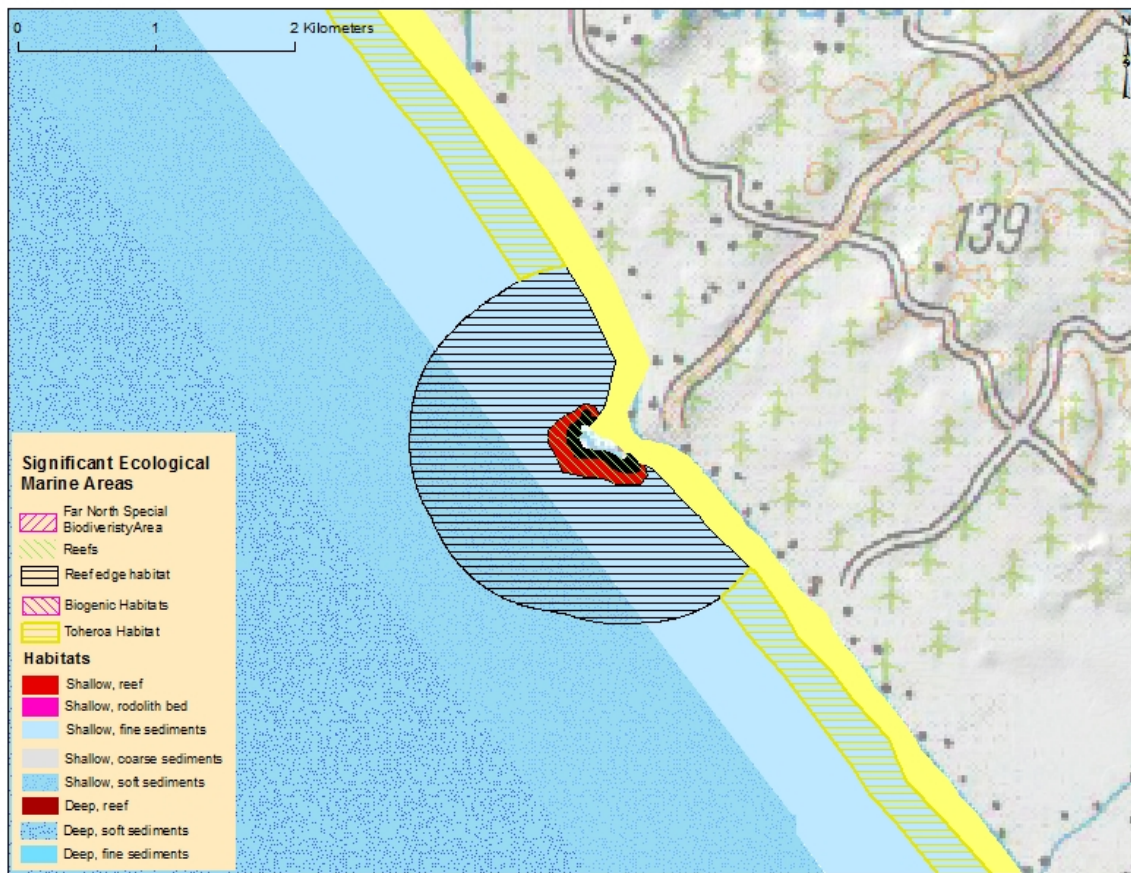 0 1 2 Kilometers
N
139
Significant Ecological
Marine Areas
Far North Special
BiodiveristyArea
Reefs
Reef edge habitat
Biogenic Habitats
Toheroa Habitat
Habitats
Shallow, reef
Shallow, rodolith bed
Shallow, fine sediments
Shallow, coarse sediments
Shallow, soft sediments
Deep, reef
Deep, soft sediments
Deep, fine sediments